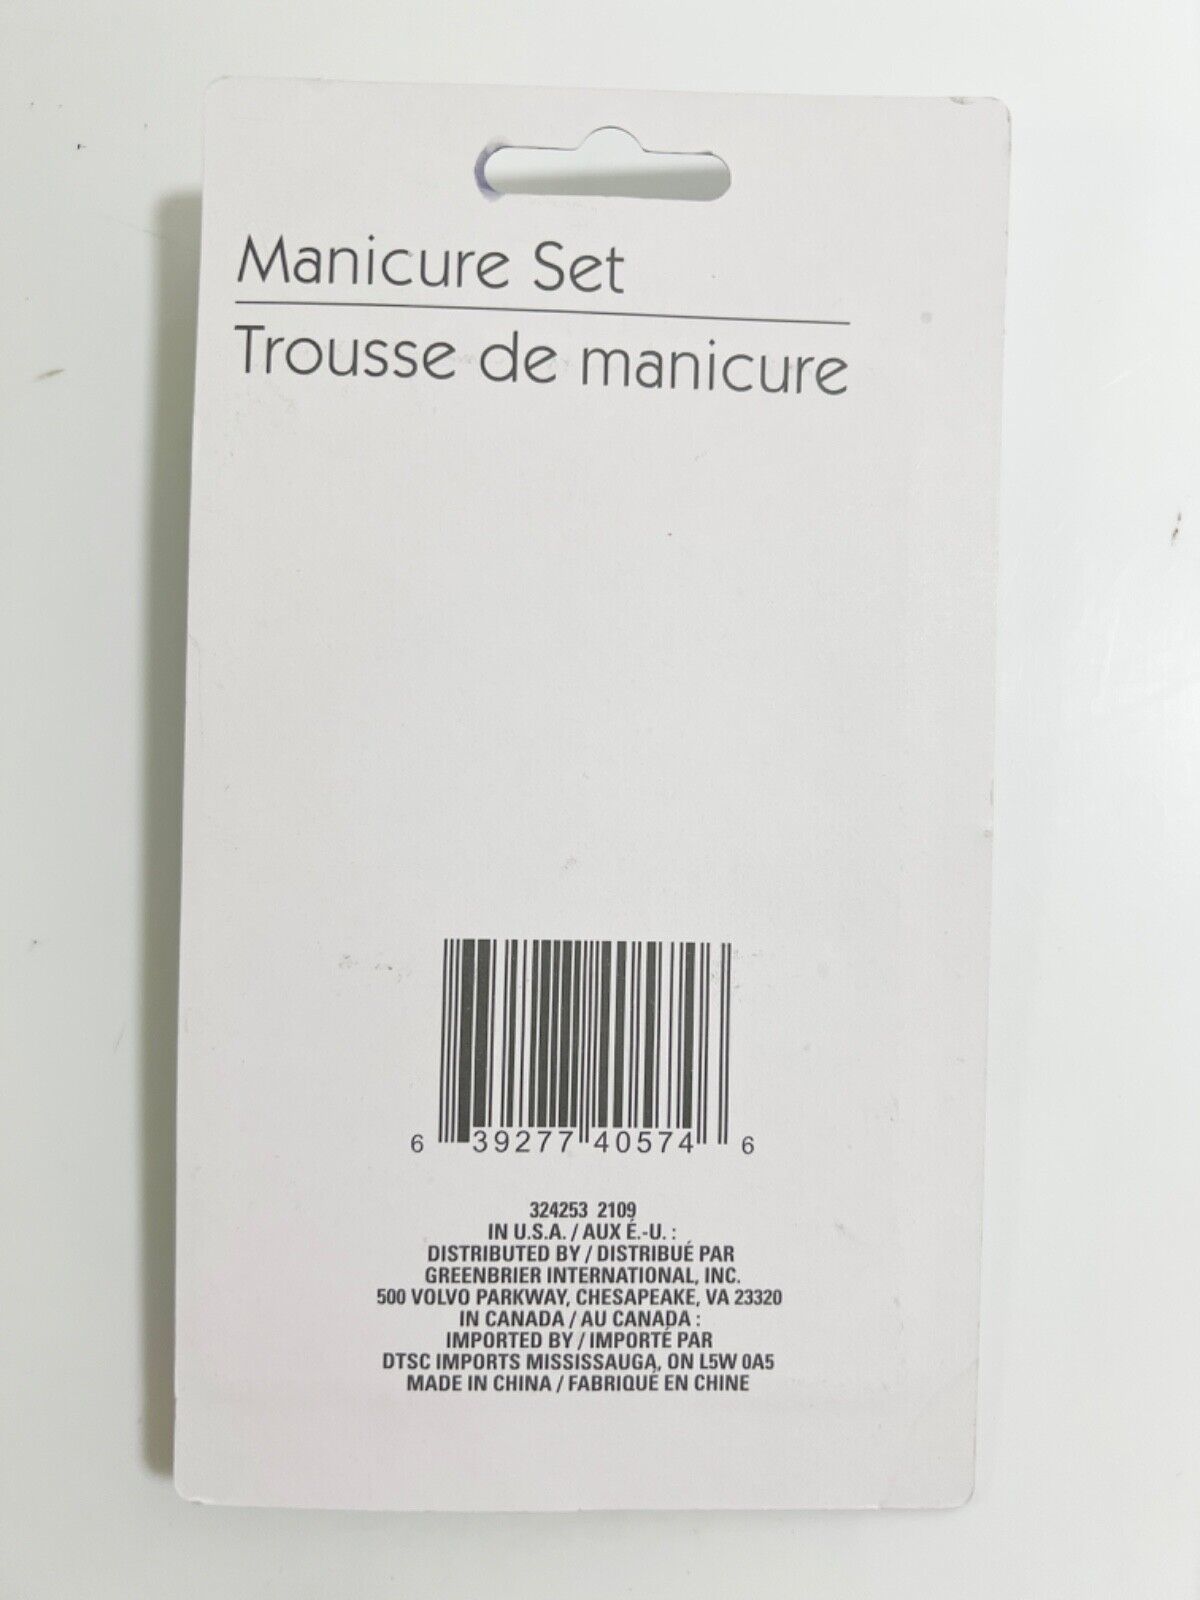 Manicure Set
Trousse de manicure
6 39277 40574 6
324253 2109
IN U.S.A. / AUX É.-U. :
DISTRIBUTED BY / DISTRIBUÉ PAR
GREENBRIER INTERNATIONAL, INC.
500 VOLVO PARKWAY, CHESAPEAKE, VA 23320
IN CANADA / AU CANADA :
IMPORTED BY / IMPORTÉ PAR
DTSC IMPORTS MISSISSAUGA, ON L5W 0A5
MADE IN CHINA / FABRIQUÉ EN CHINE